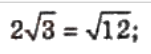 2√3 = √12;